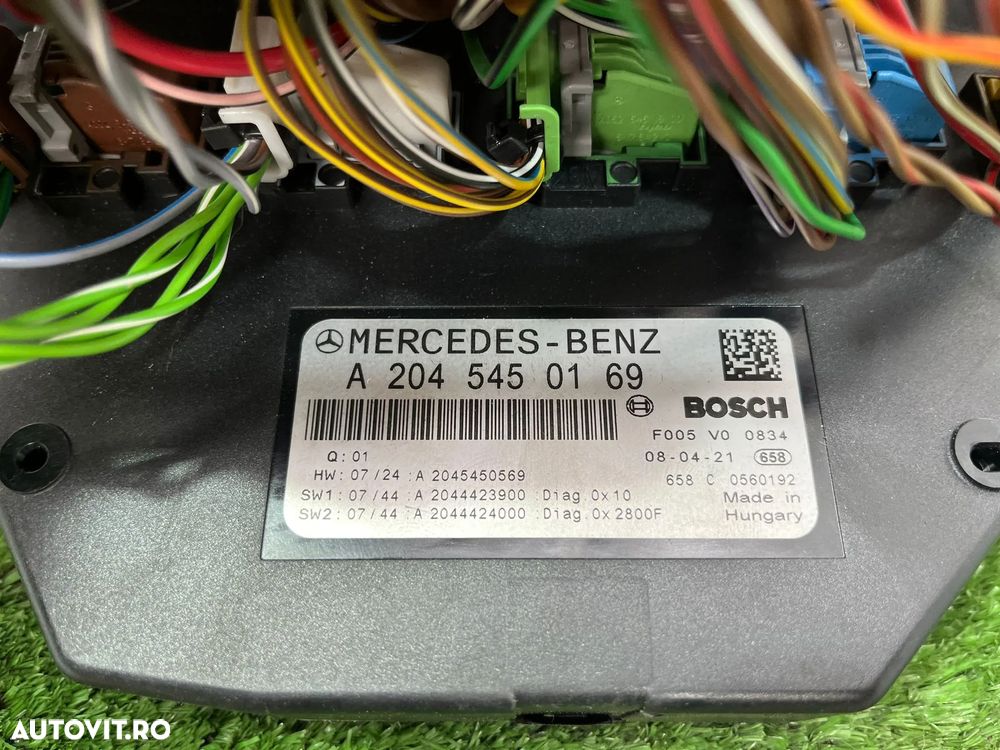 MERCEDES-BENZ
A 204 545 01 69
BOSCH
F005 V0 0834
Q:01
08-04-21 658
HW: 07/24 :A 2045450569
658 C 0560192
SW1: 07/44 :A 2044423900 :Diag.0x10
Made in
SW2: 07/44 :A 2044424000 :Diag.0x2800F
Hungary
AUTOVIT.RO